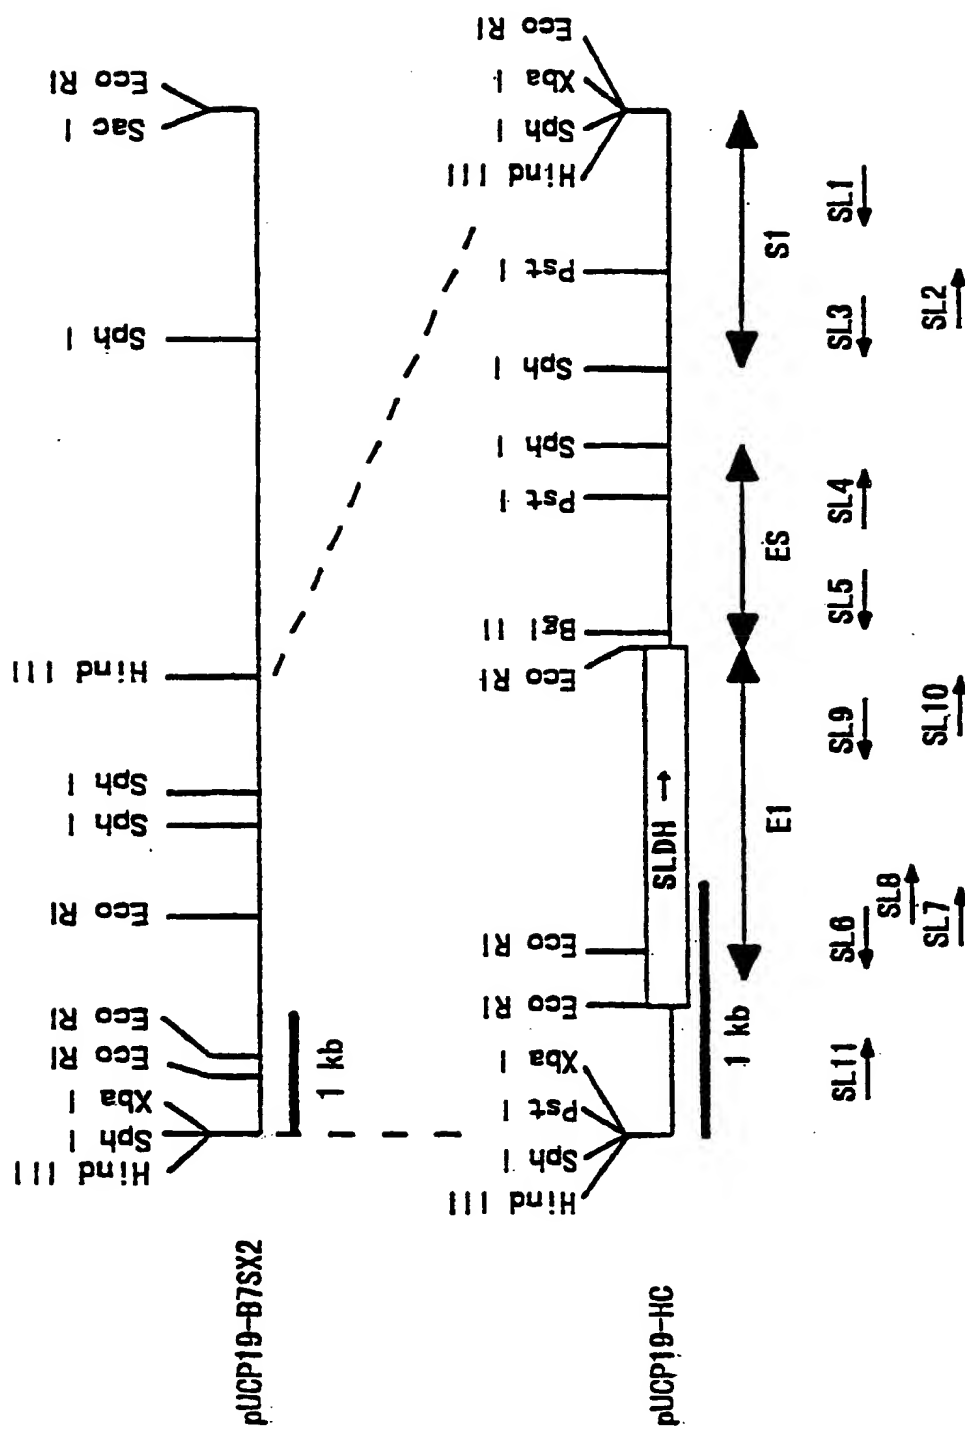 pUCP19-B7SX2
Hind III
Sph I
Xba I
Eco RI
Eco RI
Eco RI
Sph I
Sph I
Hind III
Sph I
Sac I
Eco RI
1 kb
pUCP19-HC
Hind III
Sph I
Pst I
Xba I
Eco RI
Eco RI
SLDH →
Eco RI
Bgl II
Pst I
Sph I
Sph I
Pst I
Hind III
Sph I
Xba I
Eco RI
1 kb
E1
ES
S1
SL11
SL6
SL8
SL7
SL9
SL10
SL5
SL4
SL3
SL2
SL1